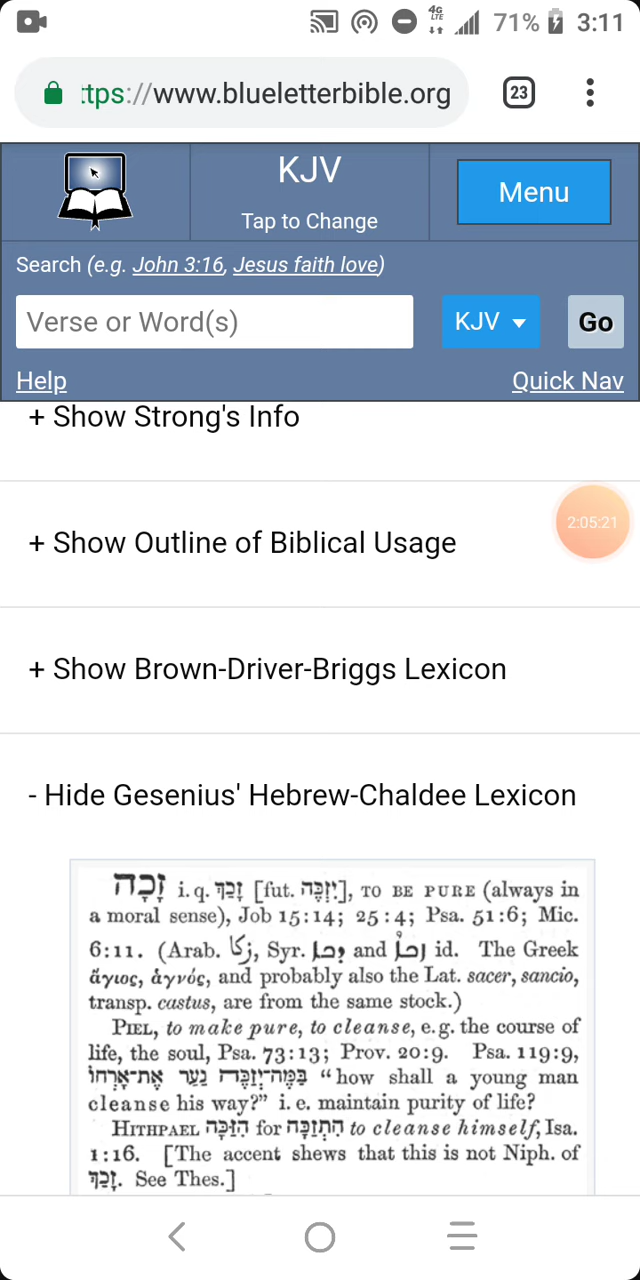 4G
LTE
71%
3:11
ttps://www.blueletterbible.org
23
KJV
Tap to Change
Menu
Search (e.g. John 3:16, Jesus faith love)
Verse or Word(s)
KJV
Go
Help
Quick Nav
+ Show Strong's Info
2:05:21
+ Show Outline of Biblical Usage
+ Show Brown-Driver-Briggs Lexicon
- Hide Gesenius' Hebrew-Chaldee Lexicon
זָכָה i. q. זָכַךְ [fut. יִזְכֶּה], TO BE PURE (always in
a moral sense), Job 15:14; 25:4; Psa. 51:6; Mic.
6:11. (Arab. زكا, Syr. and id. The Greek
ἅγιος, ἁγνός, and probably also the Lat. sacer, sancio,
transp. castus, are from the same stock.)
PIEL, to make pure, to cleanse, e.g. the course of
life, the soul, Psa. 73:13; Prov. 20:9. Psa. 119:9,
בַּמֶּה־יְזַכֶּה נַעַר אֶת־אָרְחוֹ “how shall a young man
cleanse his way?” i. e. maintain purity of life?
HITHPAEL הִזַּכָּה for הִתְזַכָּה to cleanse himself, Isa.
1:16. [The accent shews that this is not Niph. of
זָכַךְ. See Thes.]